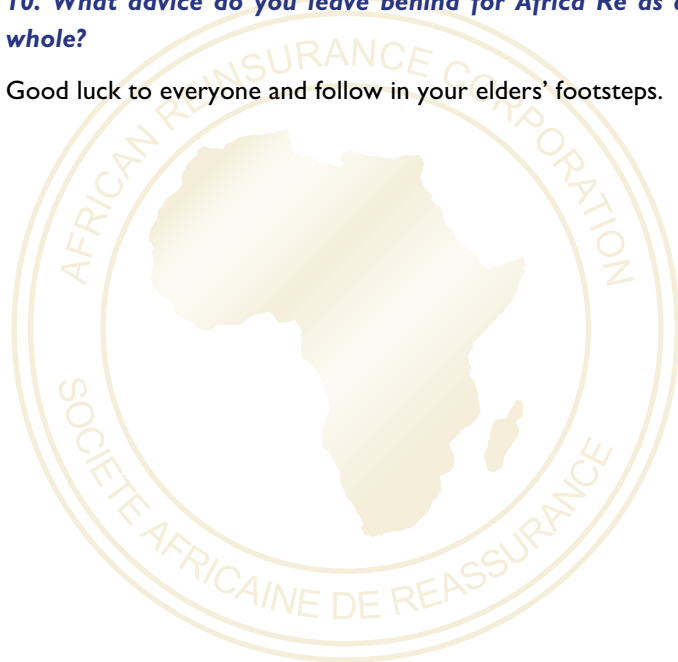 10. What advice do you leave behind for Africa Re as a
whole?
Good luck to everyone and follow in your elders’ footsteps.
AFRICAN REINSURANCE CORPORATION
SOCIETE AFRICAINE DE REASSURANCE